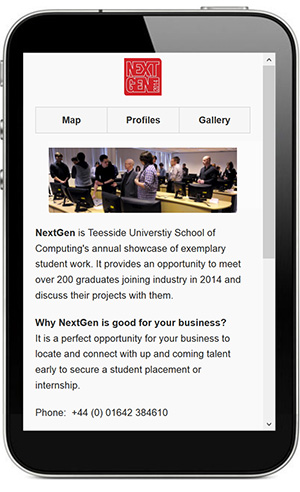 NEXT
GEN 2014
Map Profiles Gallery
NextGen is Teesside Universtiy School of
Computing's annual showcase of exemplary
student work. It provides an opportunity to meet
over 200 graduates joining industry in 2014 and
discuss their projects with them.
Why NextGen is good for your business?
It is a perfect opportunity for your business to
locate and connect with up and coming talent
early to secure a student placement or
internship.
Phone: +44 (0) 01642 384610